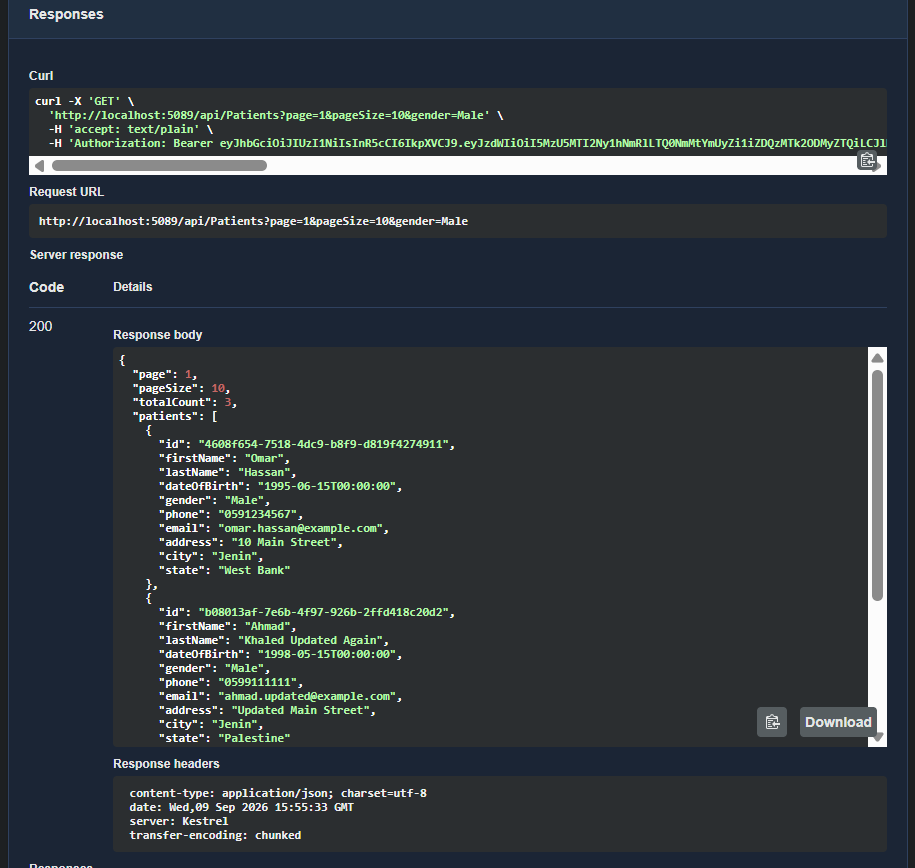 Responses
Curl
curl -X 'GET' \
  'http://localhost:5089/api/Patients?page=1&pageSize=10&gender=Male' \
  -H 'accept: text/plain' \
  -H 'Authorization: Bearer
Request URL
http://localhost:5089/api/Patients?page=1&pageSize=10&gender=Male
Server response
Code Details
200
Response body
{
  "page": 1,
  "pageSize": 10,
  "totalCount": 3,
  "patients": [
    {
      "id": "4608f654-7518-4dc9-b8f9-d819f4274911",
      "firstName": "Omar",
      "lastName": "Hassan",
      "dateOfBirth": "1995-06-15T00:00:00",
      "gender": "Male",
      "phone": "0591234567",
      "email": "omar.hassan@example.com",
      "address": "10 Main Street",
      "city": "Jenin",
      "state": "West Bank"
    },
    {
      "id": "b08013af-7e6b-4f97-926b-2ffd418c20d2",
      "firstName": "Ahmad",
      "lastName": "Khaled Updated Again",
      "dateOfBirth": "1998-05-15T00:00:00",
      "gender": "Male",
      "phone": "0599111111",
      "email": "ahmad.updated@example.com",
      "address": "Updated Main Street",
      "city": "Jenin",
      "state": "Palestine"
Download
Response headers
content-type: application/json; charset=utf-8
date: Wed,09 Sep 2026 15:55:33 GMT
server: Kestrel
transfer-encoding: chunked